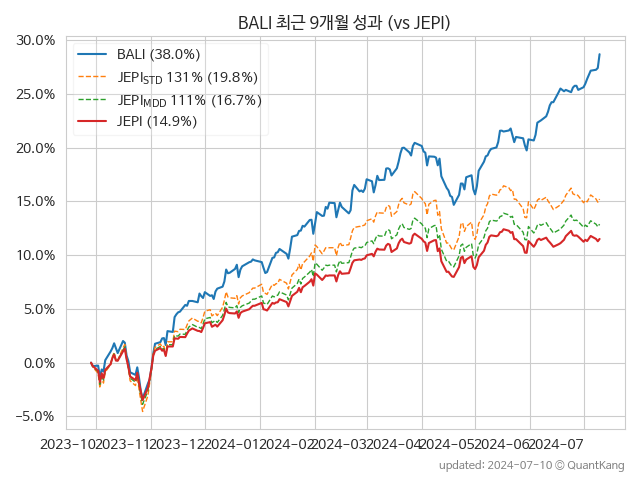 BALI 최근 9개월 성과 (vs JEPI)
30.0%
25.0%
20.0%
15.0%
10.0%
5.0%
0.0%
−5.0%
BALI (38.0%)
JEPI_STD 131% (19.8%)
JEPI_MDD 111% (16.7%)
JEPI (14.9%)
2023−10 2023−11 2023−12 2024−01 2024−02 2024−03 2024−04 2024−05 2024−06 2024−07
updated: 2024-07-10 © QuantKang